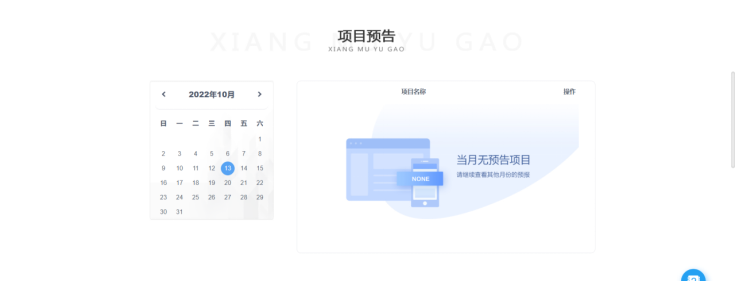 项目预告
XIANG MU YU GAO
2022年10月
日 一 二 三 四 五 六
1
2 3 4 5 6 7 8
9 10 11 12 13 14 15
16 17 18 19 20 21 22
23 24 25 26 27 28 29
30 31
项目名称 操作
当月无预告项目
请继续查看其他月份的预报
NONE